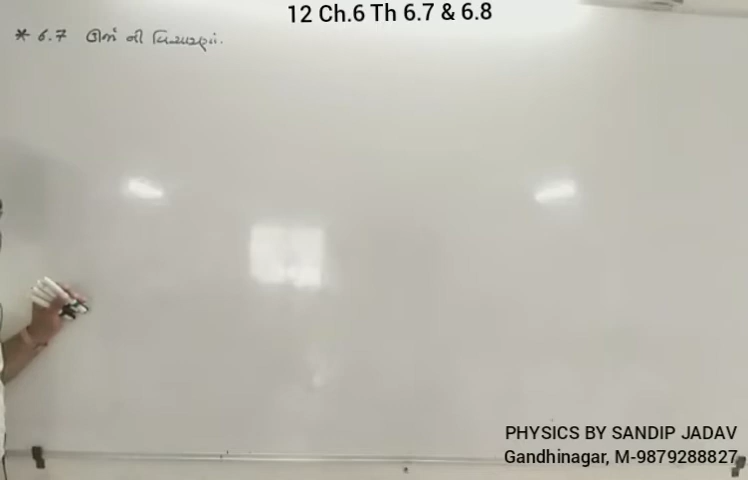 12 Ch.6 Th 6.7 & 6.8
* 6.7 ઊર્જા ની વિચારણા.
PHYSICS BY SANDIP JADAV
Gandhinagar, M-9879288827